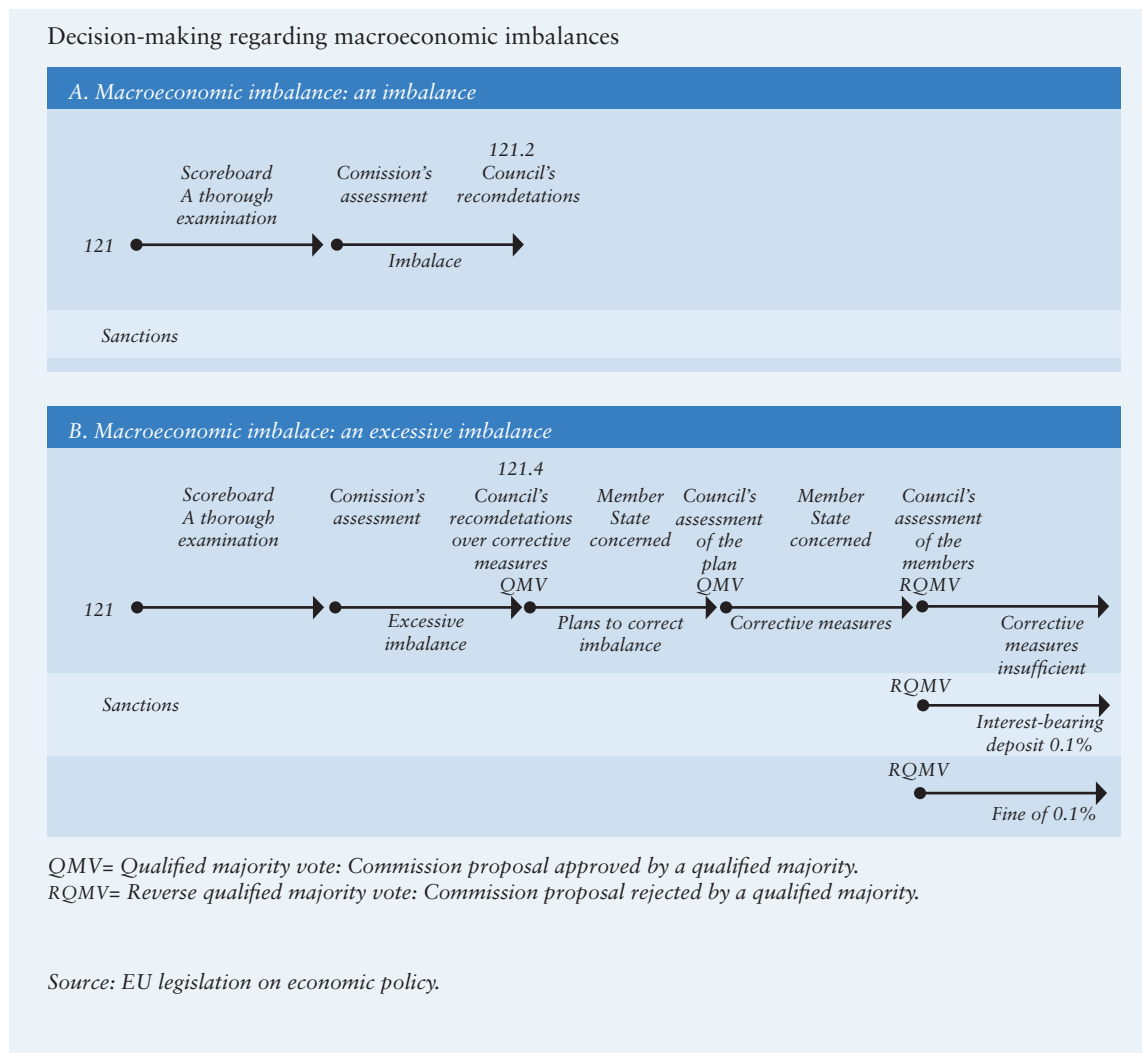 Decision-making regarding macroeconomic imbalances
A. Macroeconomic imbalance: an imbalance
Scoreboard
A thorough
examination
Comission's
assessment
121.2
Council's
recomdetations
121
Imbalace
Sanctions
B. Macroeconomic imbalace: an excessive imbalance
Scoreboard
A thorough
examination
Comission's
assessment
121.4
Council's
recomdetations
over corrective
measures
QMV
Member
State
concerned
Council's
assessment
of the
plan
QMV
Member
State
concerned
Council's
assessment
of the
members
RQMV
121
Excessive
imbalance
Plans to correct
imbalance
Corrective measures
Corrective
measures
insufficient
Sanctions
RQMV
Interest-bearing
deposit 0.1%
RQMV
Fine of 0.1%
QMV= Qualified majority vote: Commission proposal approved by a qualified majority.
RQMV= Reverse qualified majority vote: Commission proposal rejected by a qualified majority.
Source: EU legislation on economic policy.